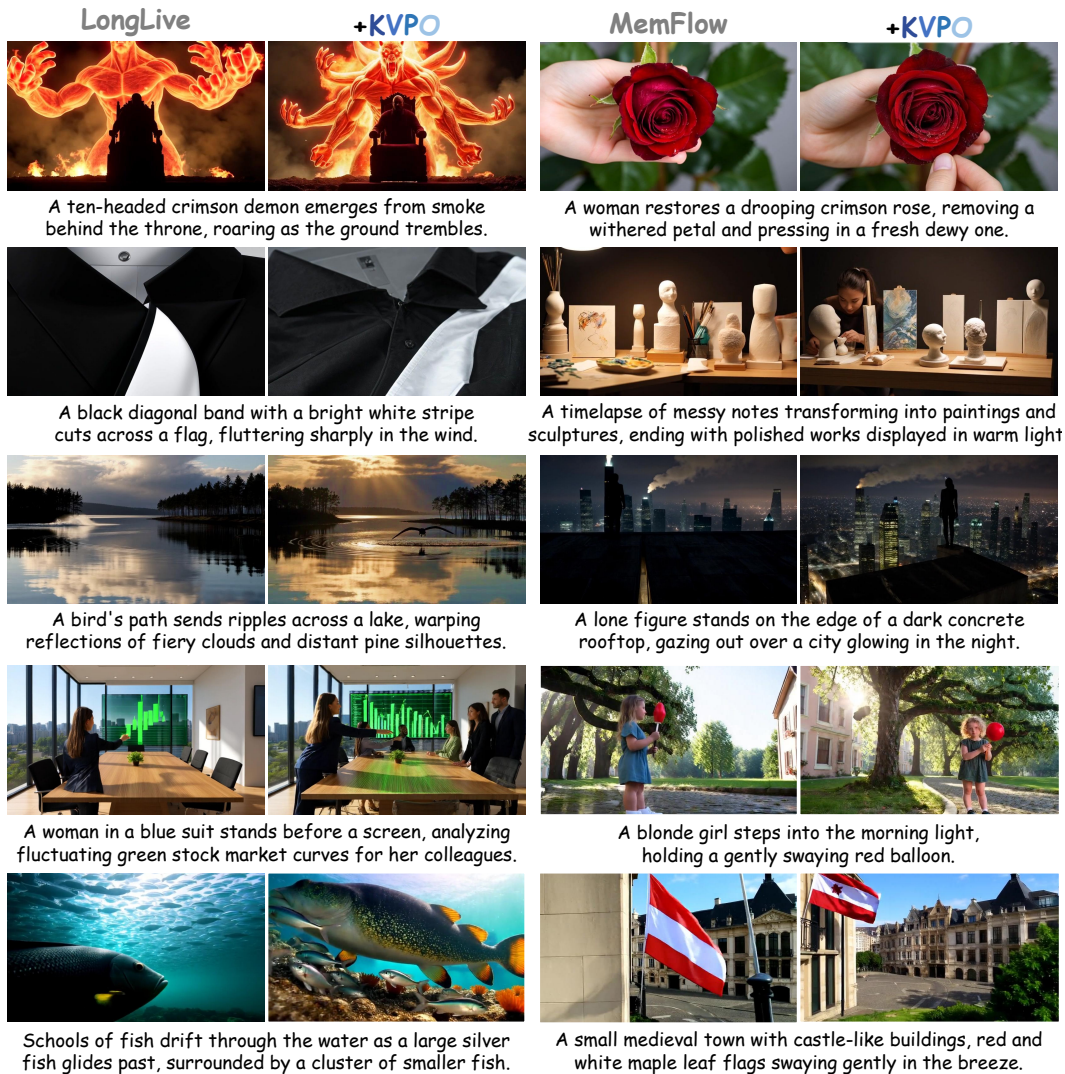 LongLive
+KVPO
MemFlow
+KVPO
A ten-headed crimson demon emerges from smoke
behind the throne, roaring as the ground trembles.
A woman restores a drooping crimson rose, removing a
withered petal and pressing in a fresh dewy one.
A black diagonal band with a bright white stripe
cuts across a flag, fluttering sharply in the wind.
A timelapse of messy notes transforming into paintings and
sculptures, ending with polished works displayed in warm light
A bird's path sends ripples across a lake, warping
reflections of fiery clouds and distant pine silhouettes.
A lone figure stands on the edge of a dark concrete
rooftop, gazing out over a city glowing in the night.
A woman in a blue suit stands before a screen, analyzing
fluctuating green stock market curves for her colleagues.
A blonde girl steps into the morning light,
holding a gently swaying red balloon.
Schools of fish drift through the water as a large silver
fish glides past, surrounded by a cluster of smaller fish.
A small medieval town with castle-like buildings, red and
white maple leaf flags swaying gently in the breeze.